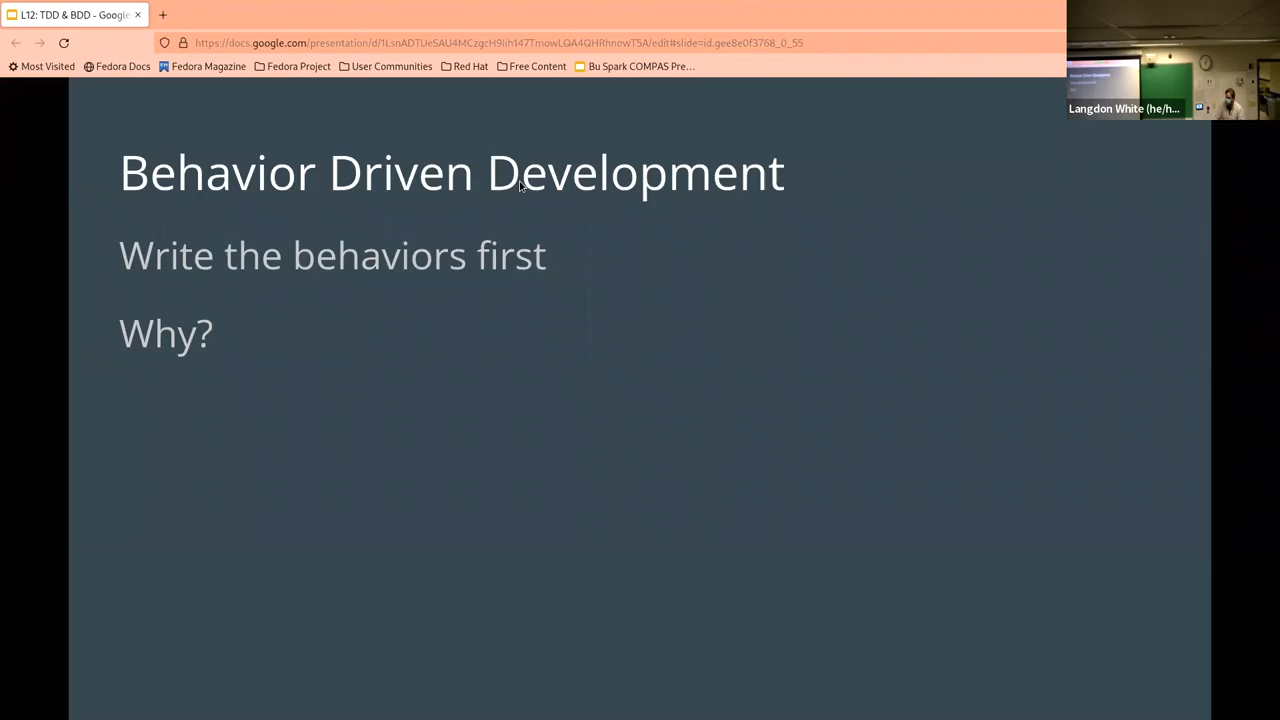 L12: TDD & BDD - Google
https://docs.google.com/presentation/d/1LsnADTUeSAU4MCzgcH9Iih147TmowLQA4QHRhnowT5A/edit#slide=id.gee8e0f3768_0_55
Most Visited Fedora Docs Fedora Magazine Fedora Project User Communities Red Hat Free Content Bu Spark COMPAS Pre...
Langdon White (he/h...
Behavior Driven Development
Write the behaviors first
Why?